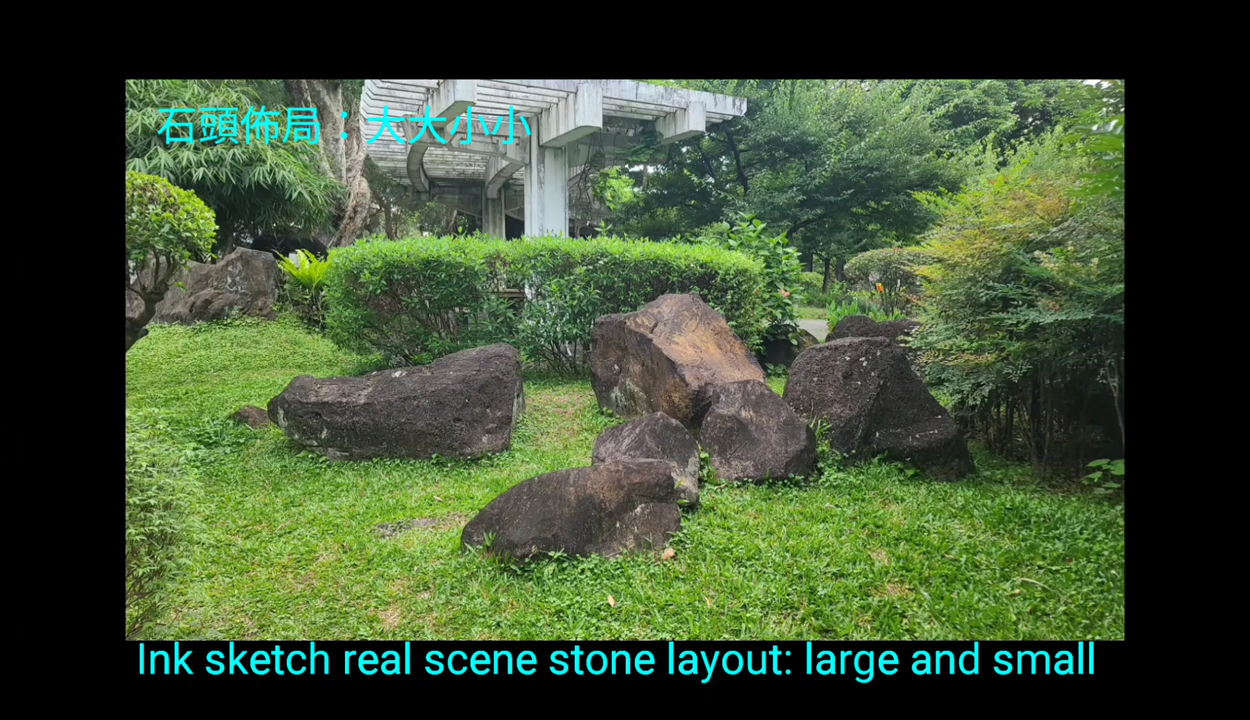 石頭佈局：大大小小
Ink sketch real scene stone layout: large and small